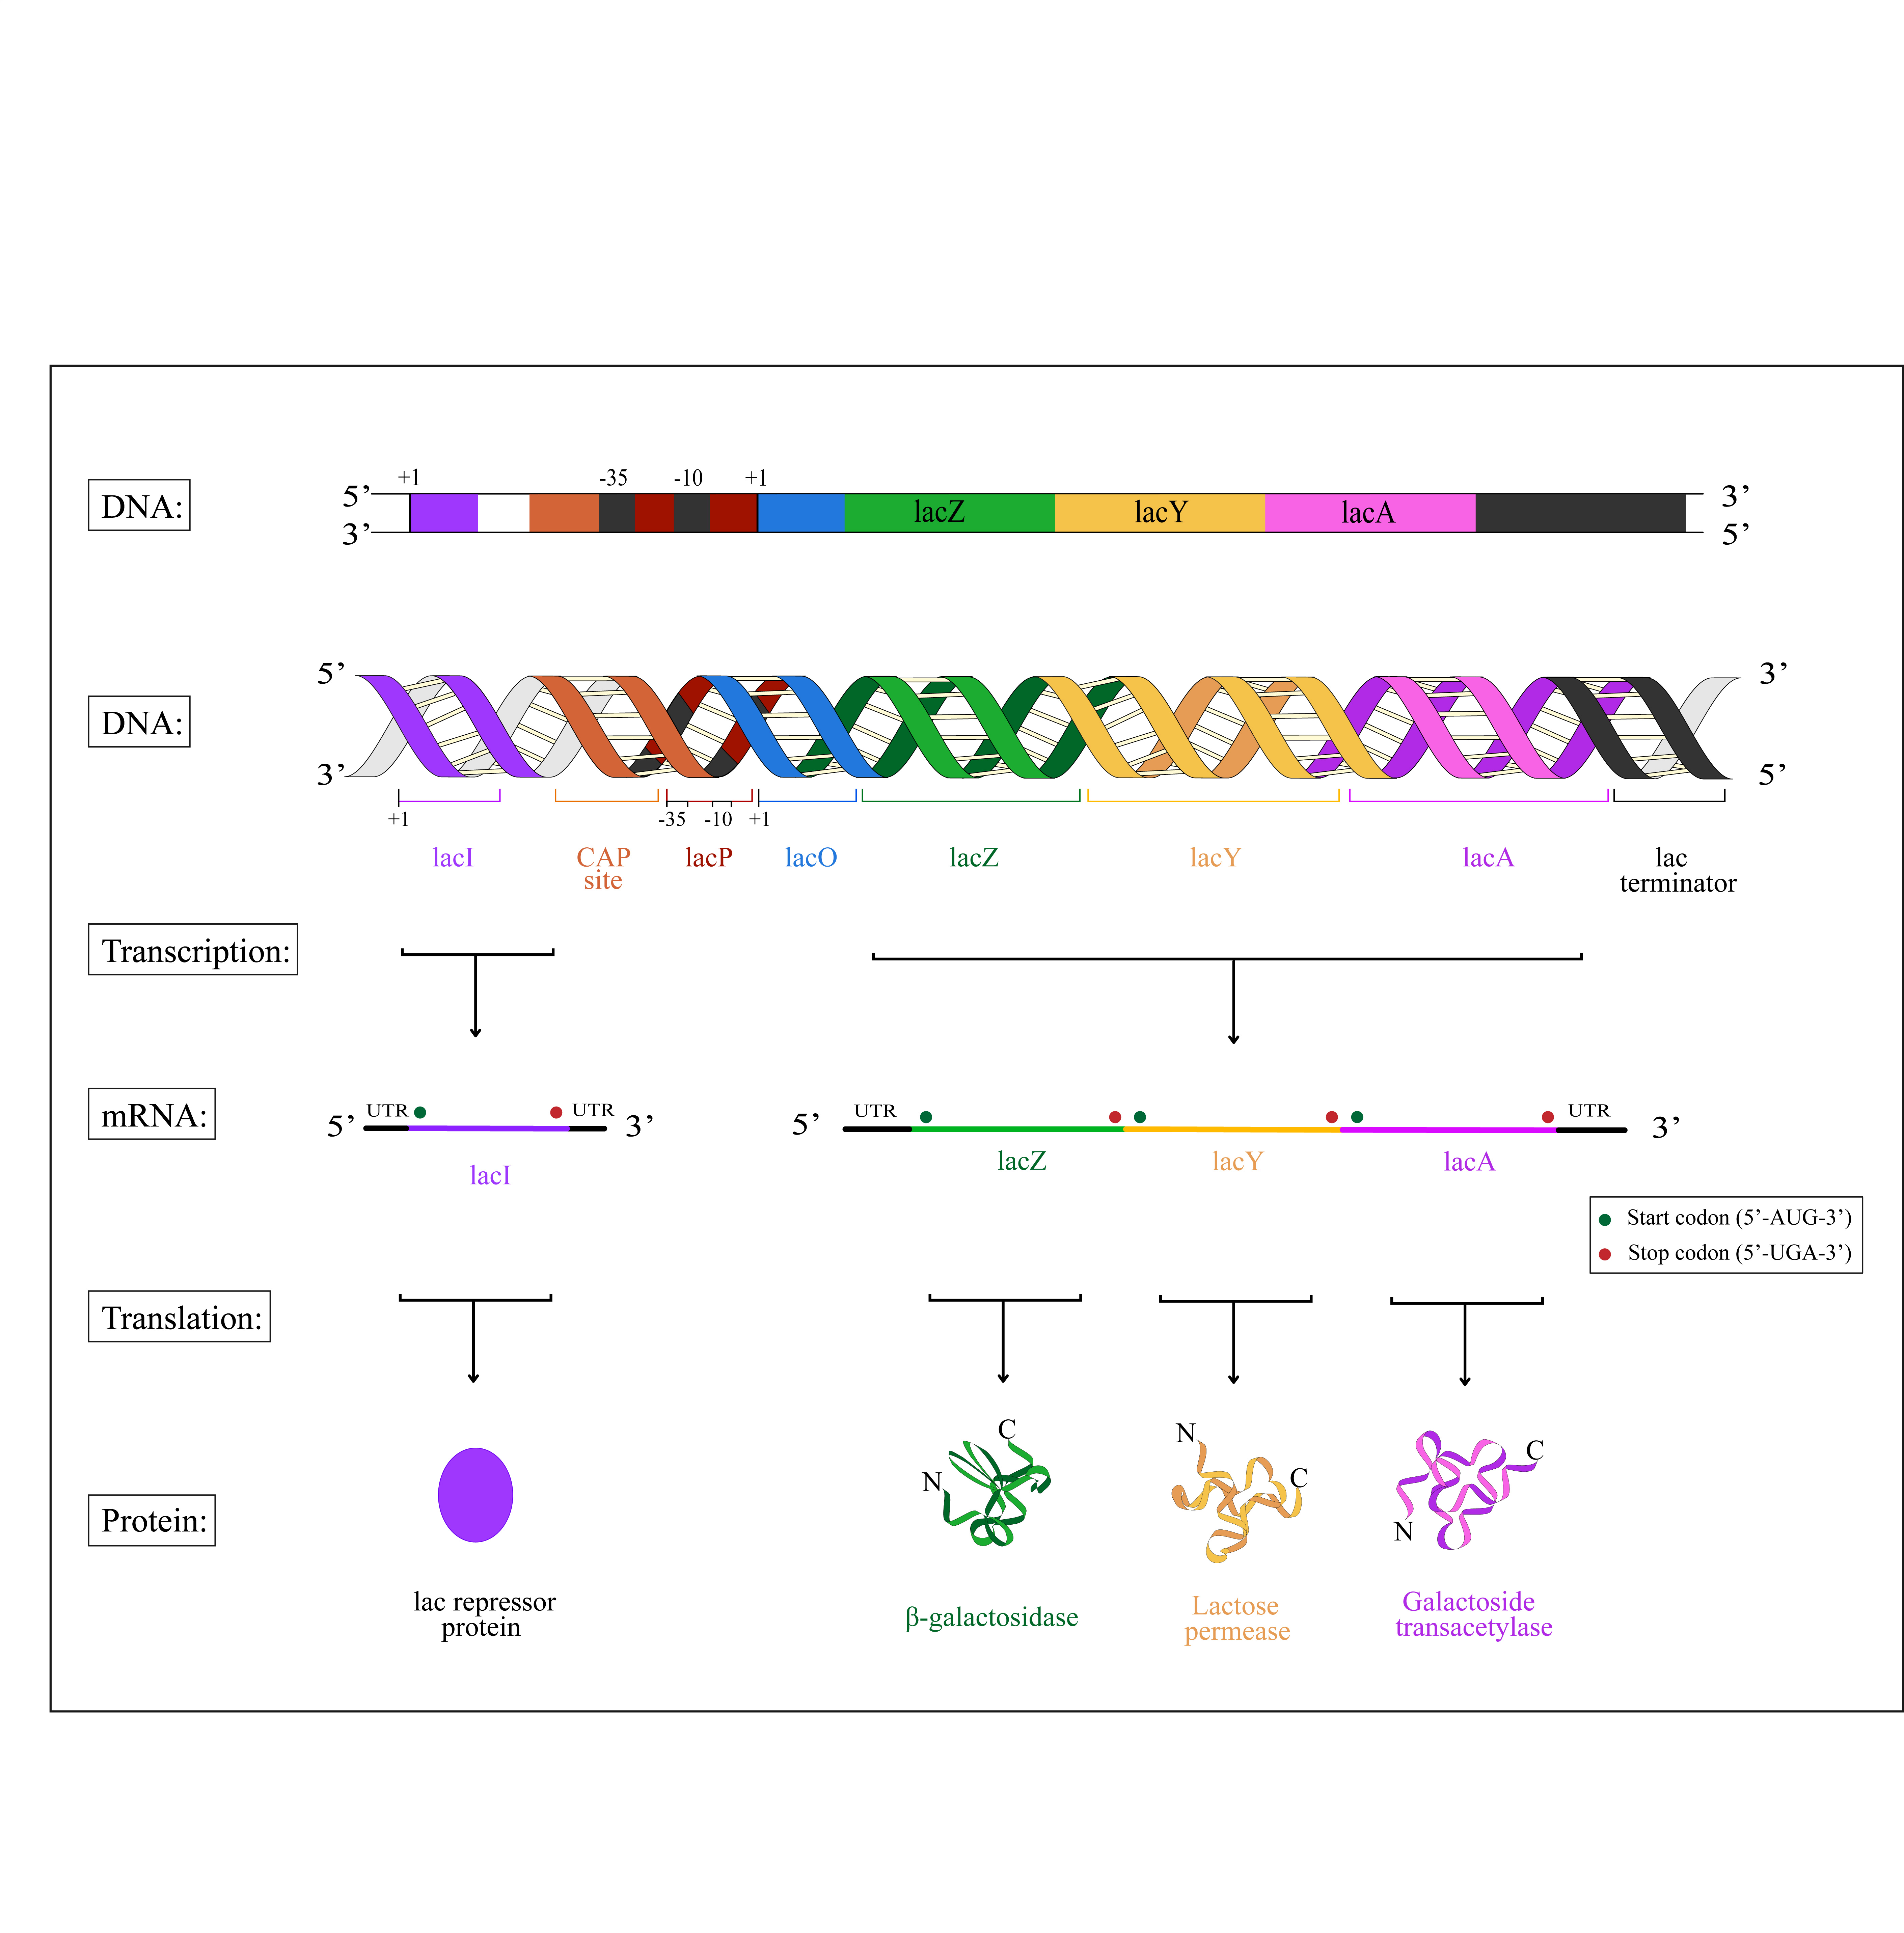 DNA:
+1
-35
-10
+1
5’
3’
lacZ
lacY
lacA
3’
5’
DNA:
5’
3’
3’
5’
+1
-35
-10
+1
lacI
CAP
site
lacP
lacO
lacZ
lacY
lacA
lac
terminator
Transcription:
mRNA:
5’
UTR
UTR
3’
lacI
5’
UTR
UTR
3’
lacZ
lacY
lacA
Start codon (5’-AUG-3’)
Stop codon (5’-UGA-3’)
Translation:
Protein:
N
C
N
C
N
C
lac repressor
protein
β-galactosidase
Lactose
permease
Galactoside
transacetylase